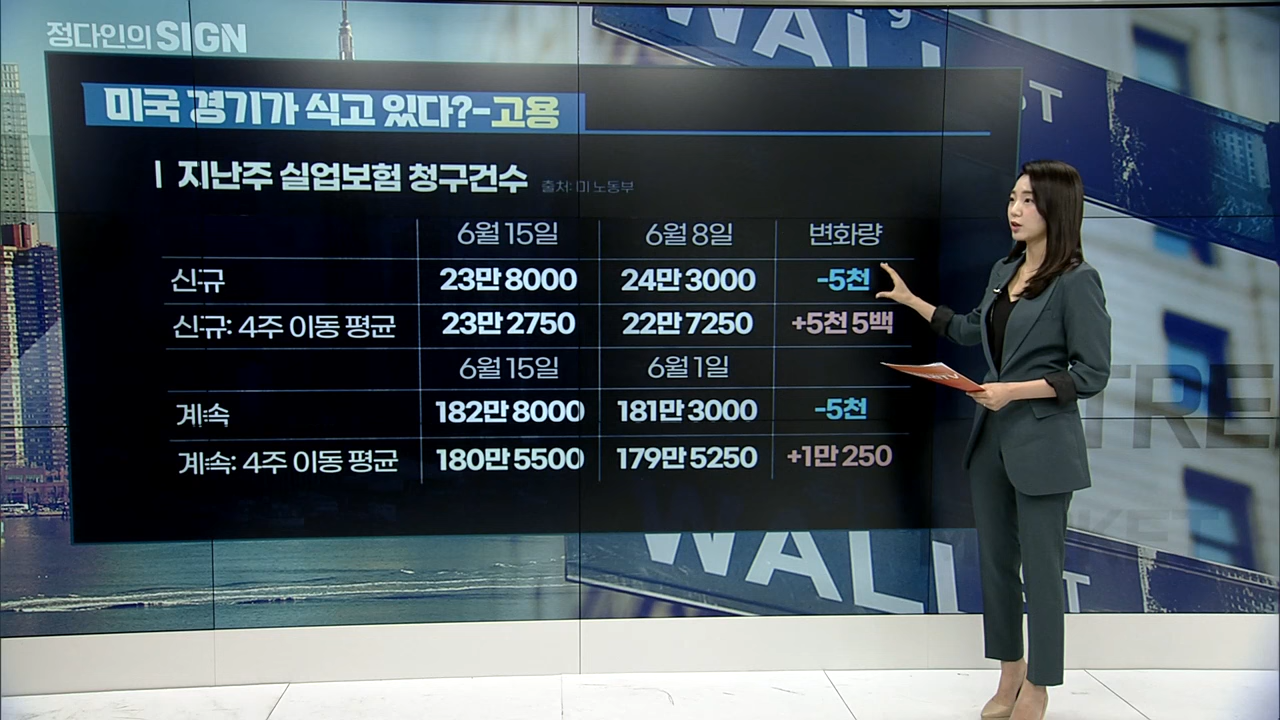 정다인의 SIGN
미국 경기가 식고 있다?-고용
지난주 실업보험 청구건수 출처: 미 노동부
6월 15일 6월 8일 변화량
신규 23만 8000 24만 3000 -5천
신규: 4주 이동 평균 23만 2750 22만 7250 +5천 5백
6월 15일 6월 1일
계속 182만 8000 181만 3000 -5천
계속: 4주 이동 평균 180만 5500 179만 5250 +1만 250
WALL
ST
TRE
KET
WALL
ST